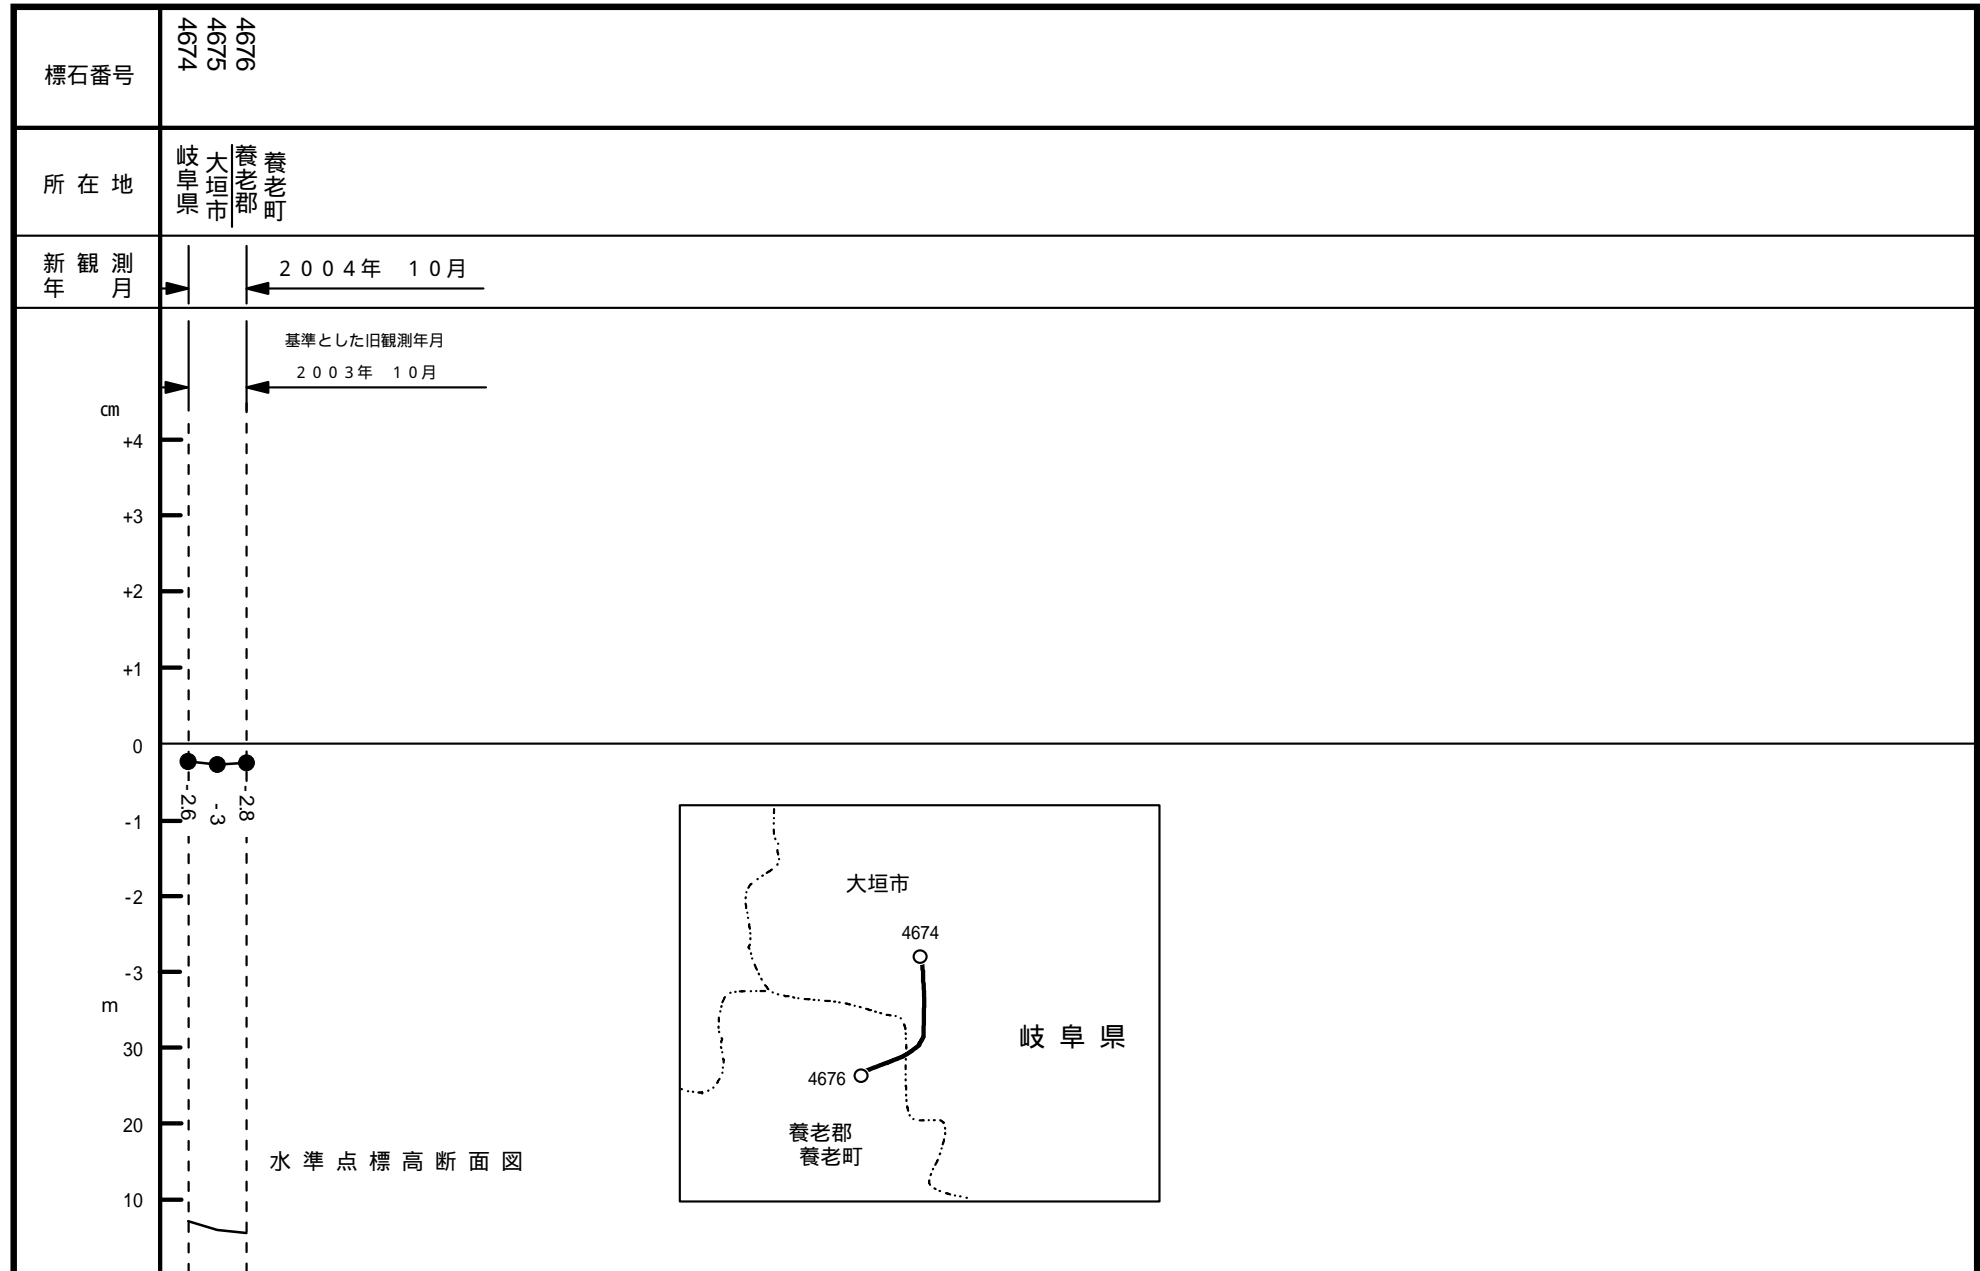 標石番号
4674
4675
4676
所在地
岐阜県
大垣市
養老郡
養老町
新観測
年　月
２００４年　１０月
基準とした旧観測年月
２００３年　１０月
㎝
+4
+3
+2
+1
0
-2.6
-3
-2.8
-1
-2
-3
m
30
20
10
水準点標高断面図
大垣市
4674
岐阜県
4676
養老郡
養老町